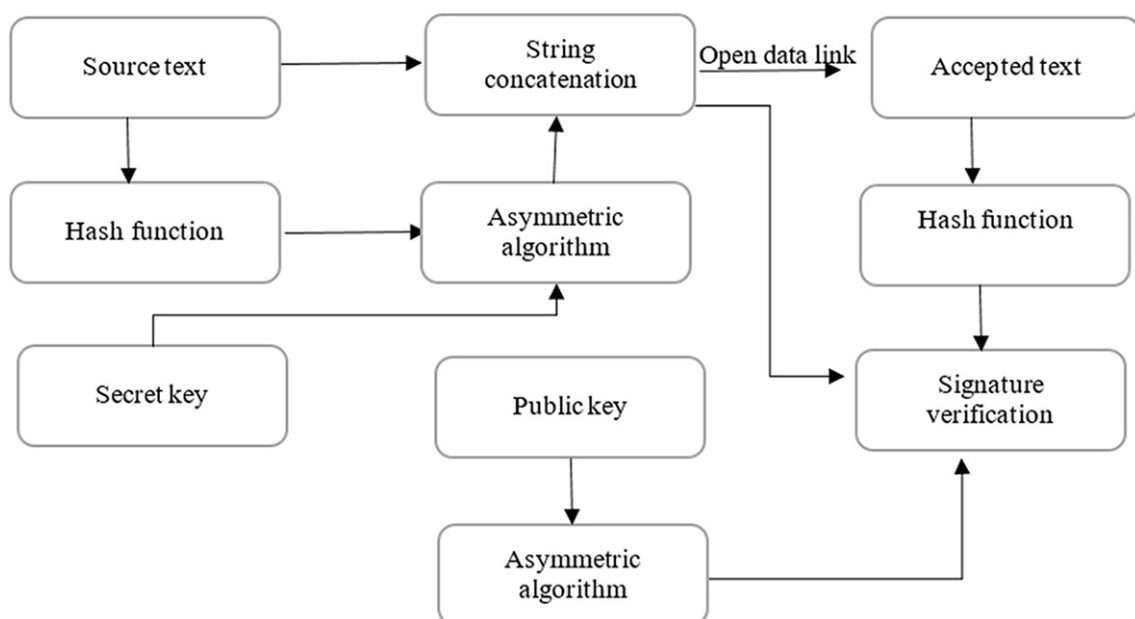 Source text
String
concatenation
Open data link
Accepted text
Hash function
Asymmetric
algorithm
Hash function
Secret key
Public key
Signature
verification
Asymmetric
algorithm